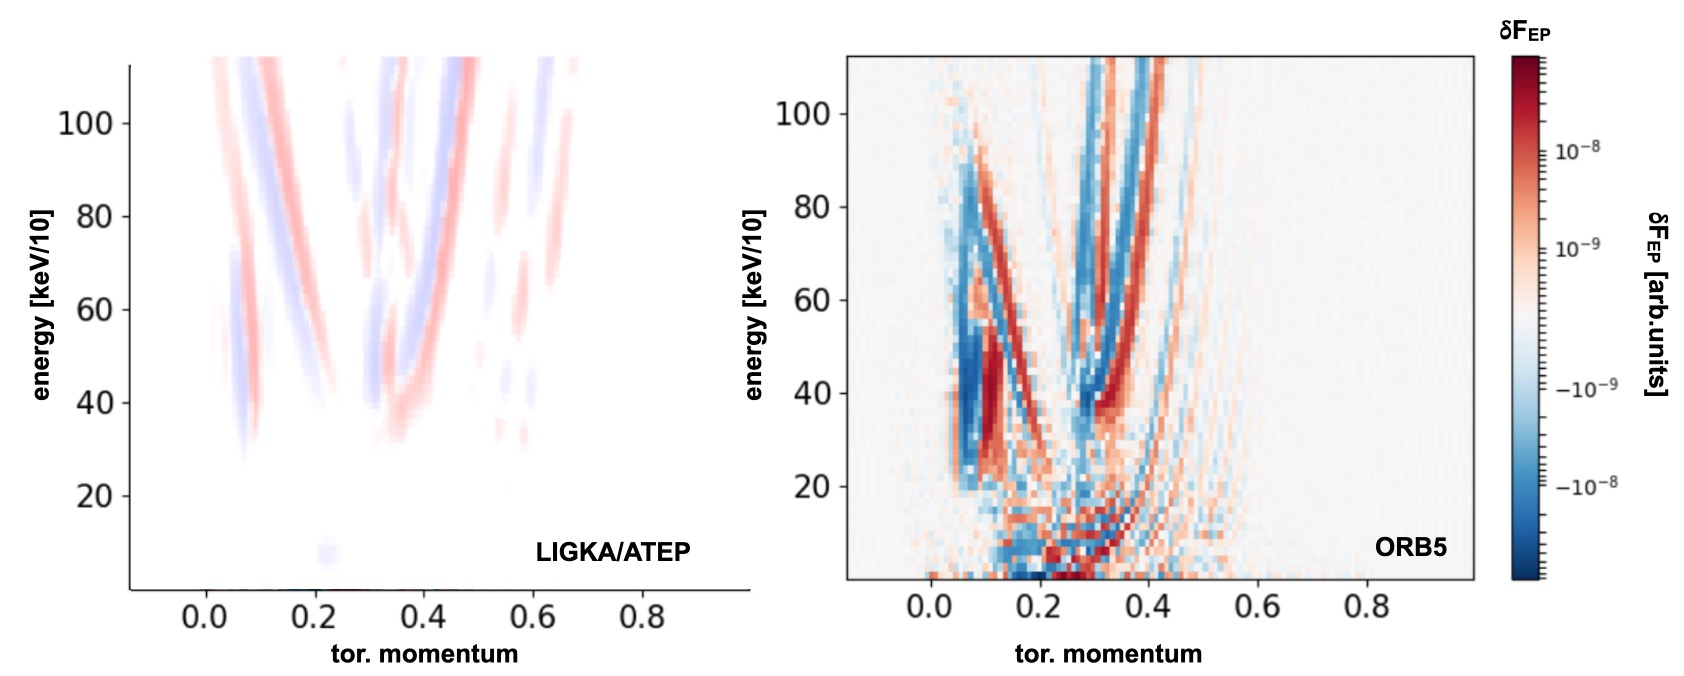 δF_EP
100
80
60
40
20
energy [keV/10]
LIGKA/ATEP
0.0 0.2 0.4 0.6 0.8
tor. momentum
100
80
60
40
20
energy [keV/10]
ORB5
0.0 0.2 0.4 0.6 0.8
tor. momentum
10⁻⁸
10⁻⁹
−10⁻⁹
−10⁻⁸
δF_EP [arb.units]